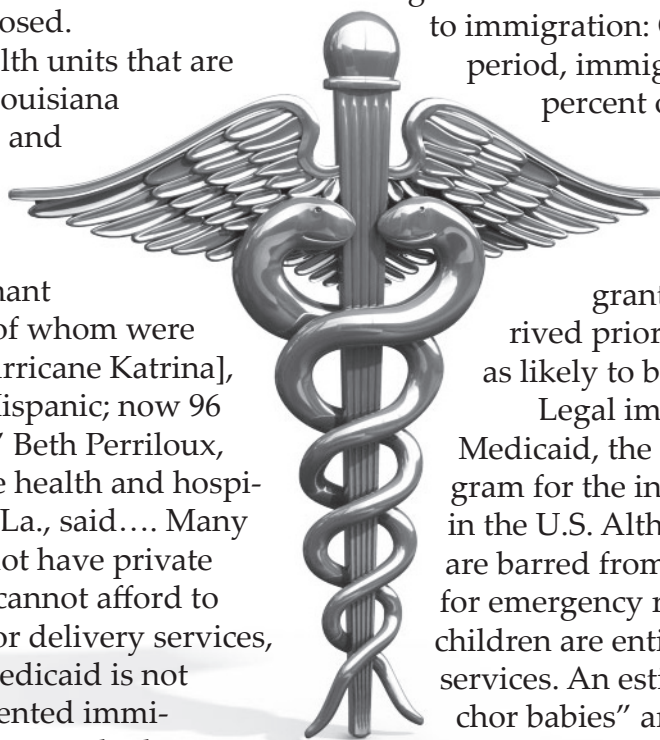 osed.
lth units that are
ouisiana
and
nant
of whom were
rricane Katrina],
ispanic; now 96
” Beth Perriloux,
e health and hospi-
La., said…. Many
ot have private
cannot afford to
or delivery services,
edicaid is not
ented immi-
to immigration:
period, immig
percent
grant
rived prior
as likely to b
Legal im
Medicaid, the
gram for the in
in the U.S. Alth
are barred from
for emergency
children are enti
services. An esti
chor babies” ar